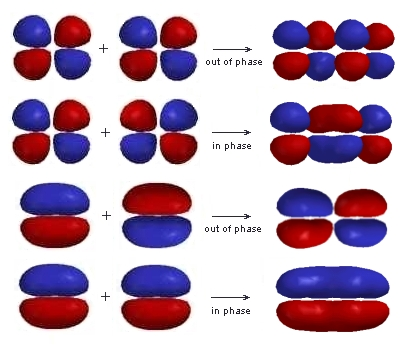 +
out of phase
+
in phase
+
out of phase
+
in phase